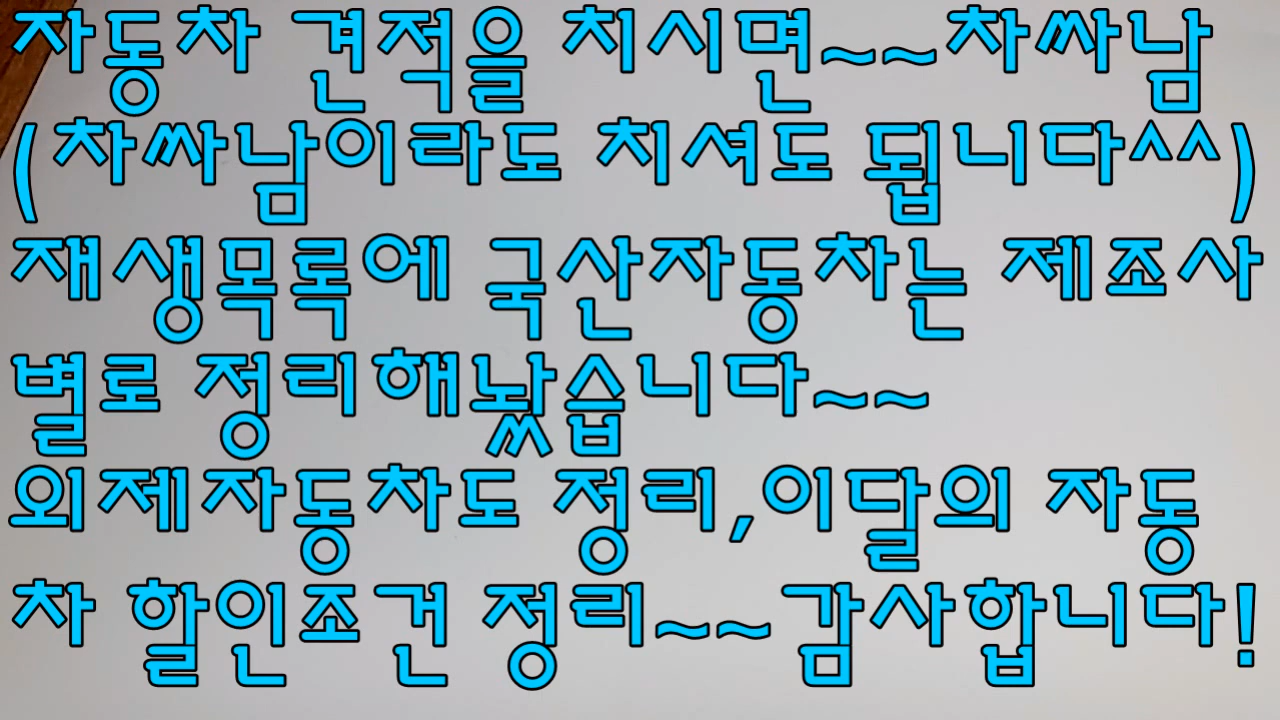 자동차 견적을 치시면~~차싸남
(차싸남이라도 치셔도 됩니다^^)
재생목록에 국산자동차는 제조사
별로 정리해놨습니다~~
외제자동차도 정리,이달의 자동
차 할인조건 정리~~감사합니다!